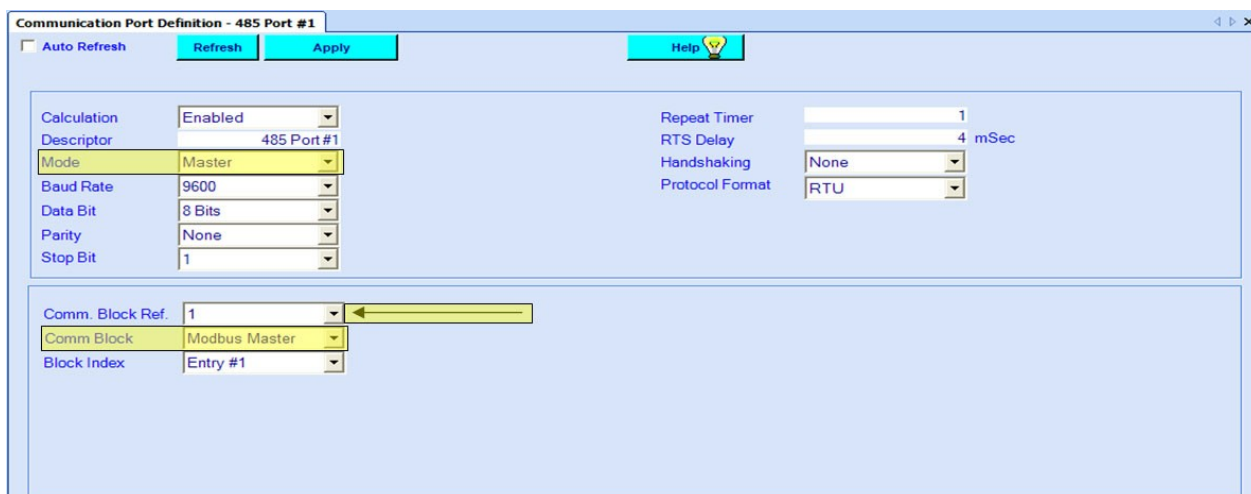 Communication Port Definition - 485 Port #1
Auto Refresh Refresh Apply Help
Calculation Enabled
Descriptor 485 Port #1
Mode Master
Baud Rate 9600
Data Bit 8 Bits
Parity None
Stop Bit 1
Repeat Timer 1
RTS Delay 4 mSec
Handshaking None
Protocol Format RTU
Comm. Block Ref. 1
Comm Block Modbus Master
Block Index Entry #1